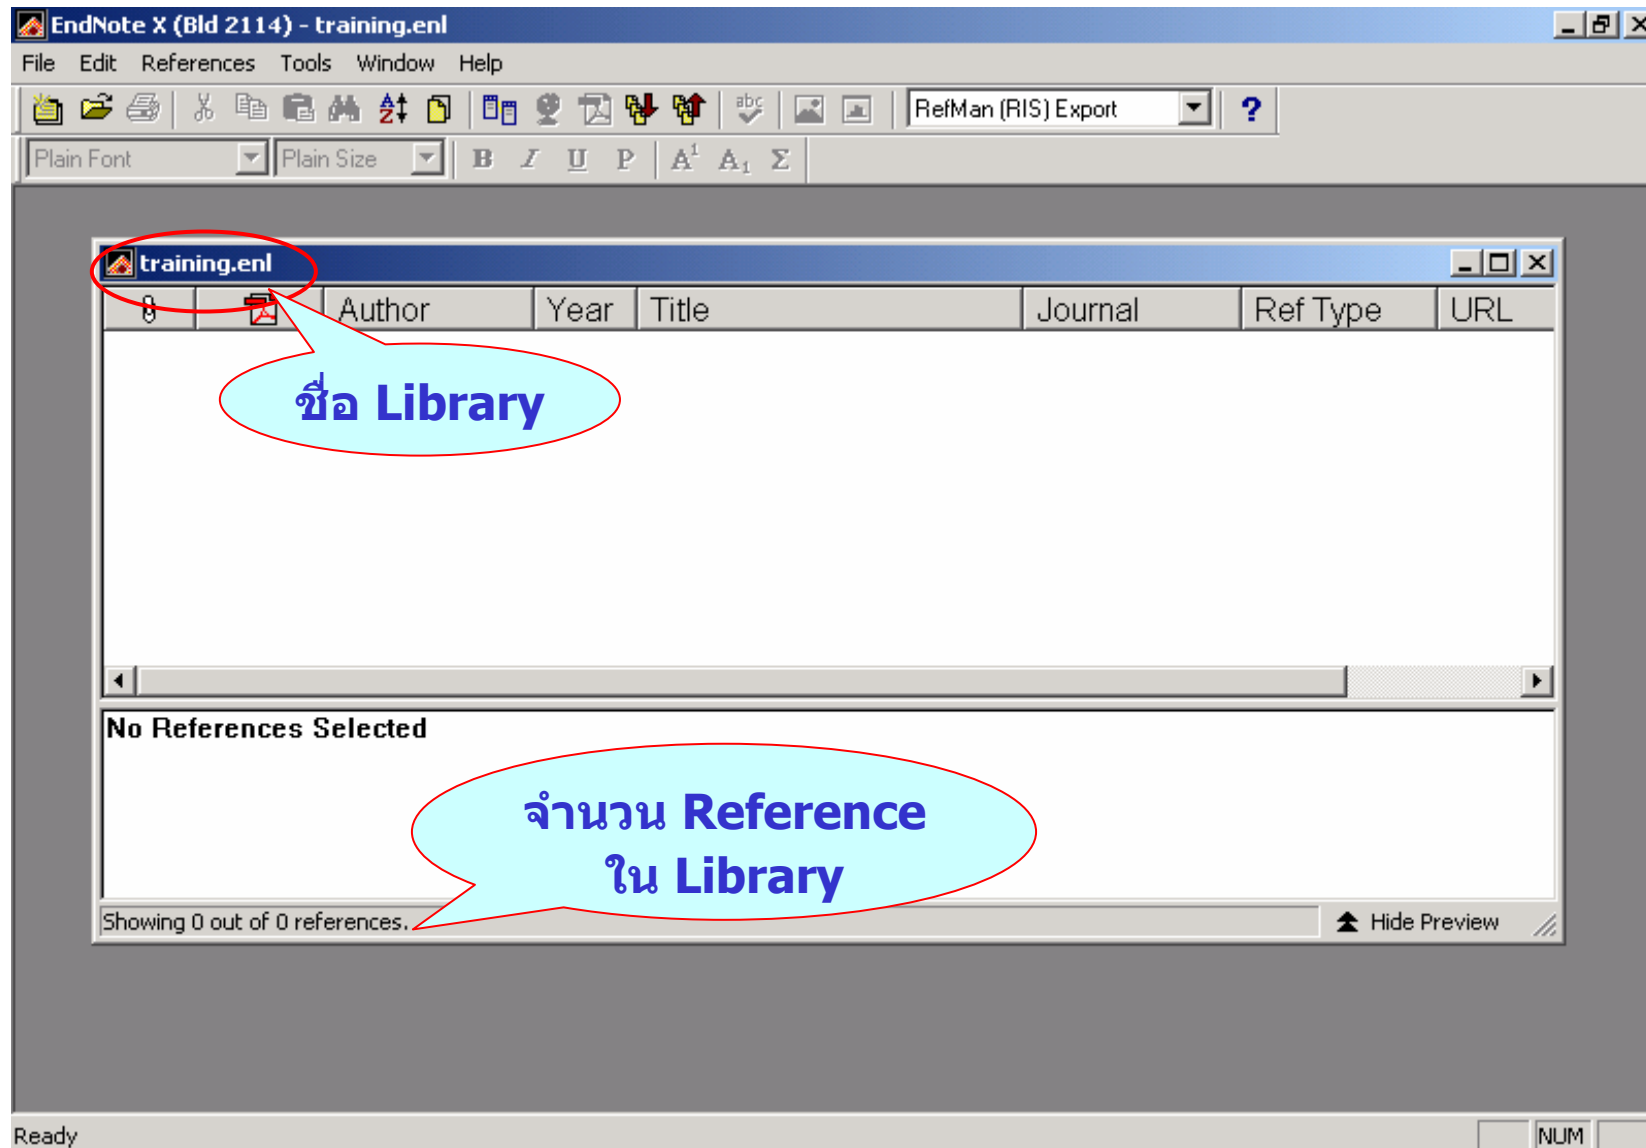 EndNote X (Bld 2114) - training.enl
File Edit References Tools Window Help
RefMan (RIS) Export
Plain Font Plain Size B I U P A¹ A₁ Σ
training.enl
Author Year Title Journal Ref Type URL
ชื่อ Library
No References Selected
จำนวน Reference
ใน Library
Showing 0 out of 0 references.
Hide Preview
Ready
NUM